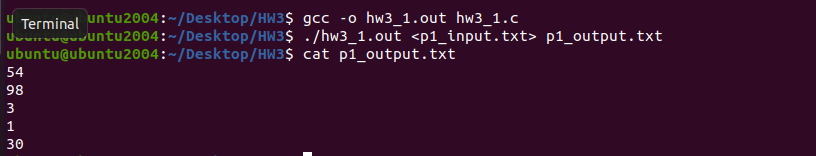 Terminal
ubuntu2004:~/Desktop/HW3$ gcc -o hw3_1.out hw3_1.c
ubuntu@ubuntu2004:~/Desktop/HW3$ ./hw3_1.out <p1_input.txt> p1_output.txt
ubuntu@ubuntu2004:~/Desktop/HW3$ cat p1_output.txt
54
98
3
1
30